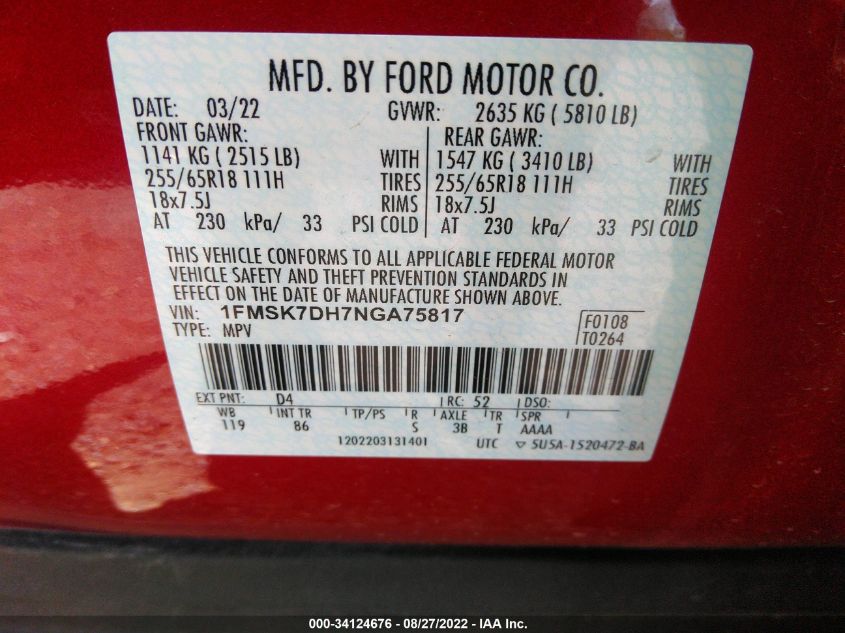 MFD. BY FORD MOTOR CO.
DATE: 03/22 GVWR: 2635 KG ( 5810 LB)
FRONT GAWR: REAR GAWR:
1141 KG ( 2515 LB) WITH 1547 KG ( 3410 LB) WITH
255/65R18 111H TIRES 255/65R18 111H TIRES
18x7.5J RIMS 18x7.5J RIMS
AT 230 kPa/ 33 PSI COLD AT 230 kPa/ 33 PSI COLD
THIS VEHICLE CONFORMS TO ALL APPLICABLE FEDERAL MOTOR
VEHICLE SAFETY AND THEFT PREVENTION STANDARDS IN
EFFECT ON THE DATE OF MANUFACTURE SHOWN ABOVE.
VIN: 1FMSK7DH7NGA75817
TYPE: MPV
F0108
T0264
EXT PNT: D4 RC: 52 DSO:
WB INT TR TP/PS R AXLE TR SPR
119 86 S 3B T AAAA
1202203131401 UTC ▽ 5U5A-1520472-BA
000-34124676 - 08/27/2022 - IAA Inc.